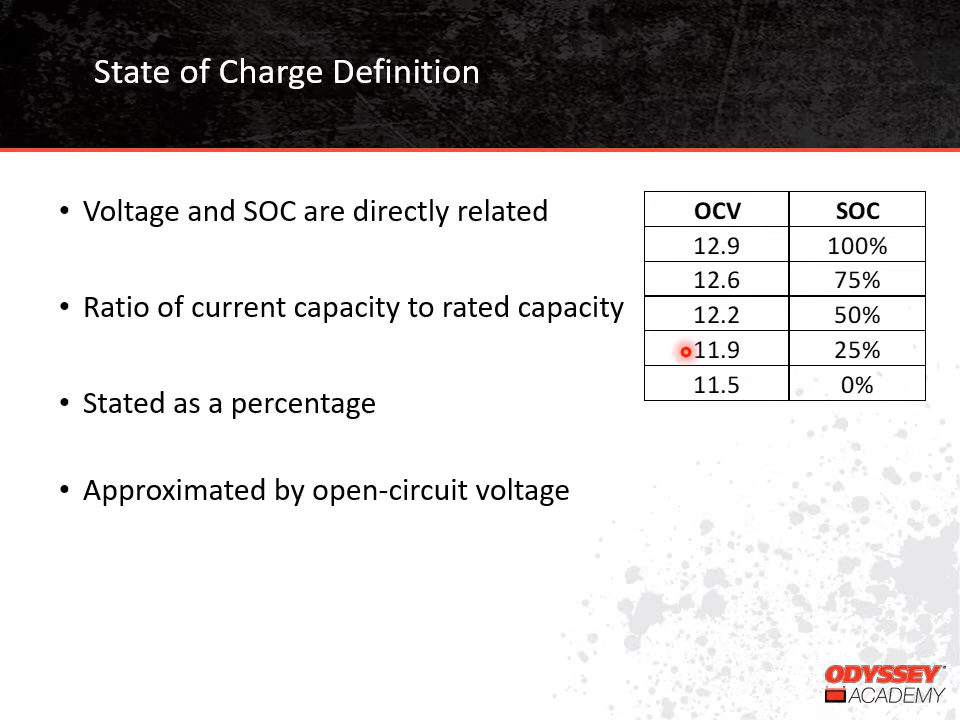 State of Charge Definition
• Voltage and SOC are directly related
• Ratio of current capacity to rated capacity
• Stated as a percentage
• Approximated by open-circuit voltage
OCV SOC
12.9 100%
12.6 75%
12.2 50%
11.9 25%
11.5 0%
ODYSSEY
ACADEMY